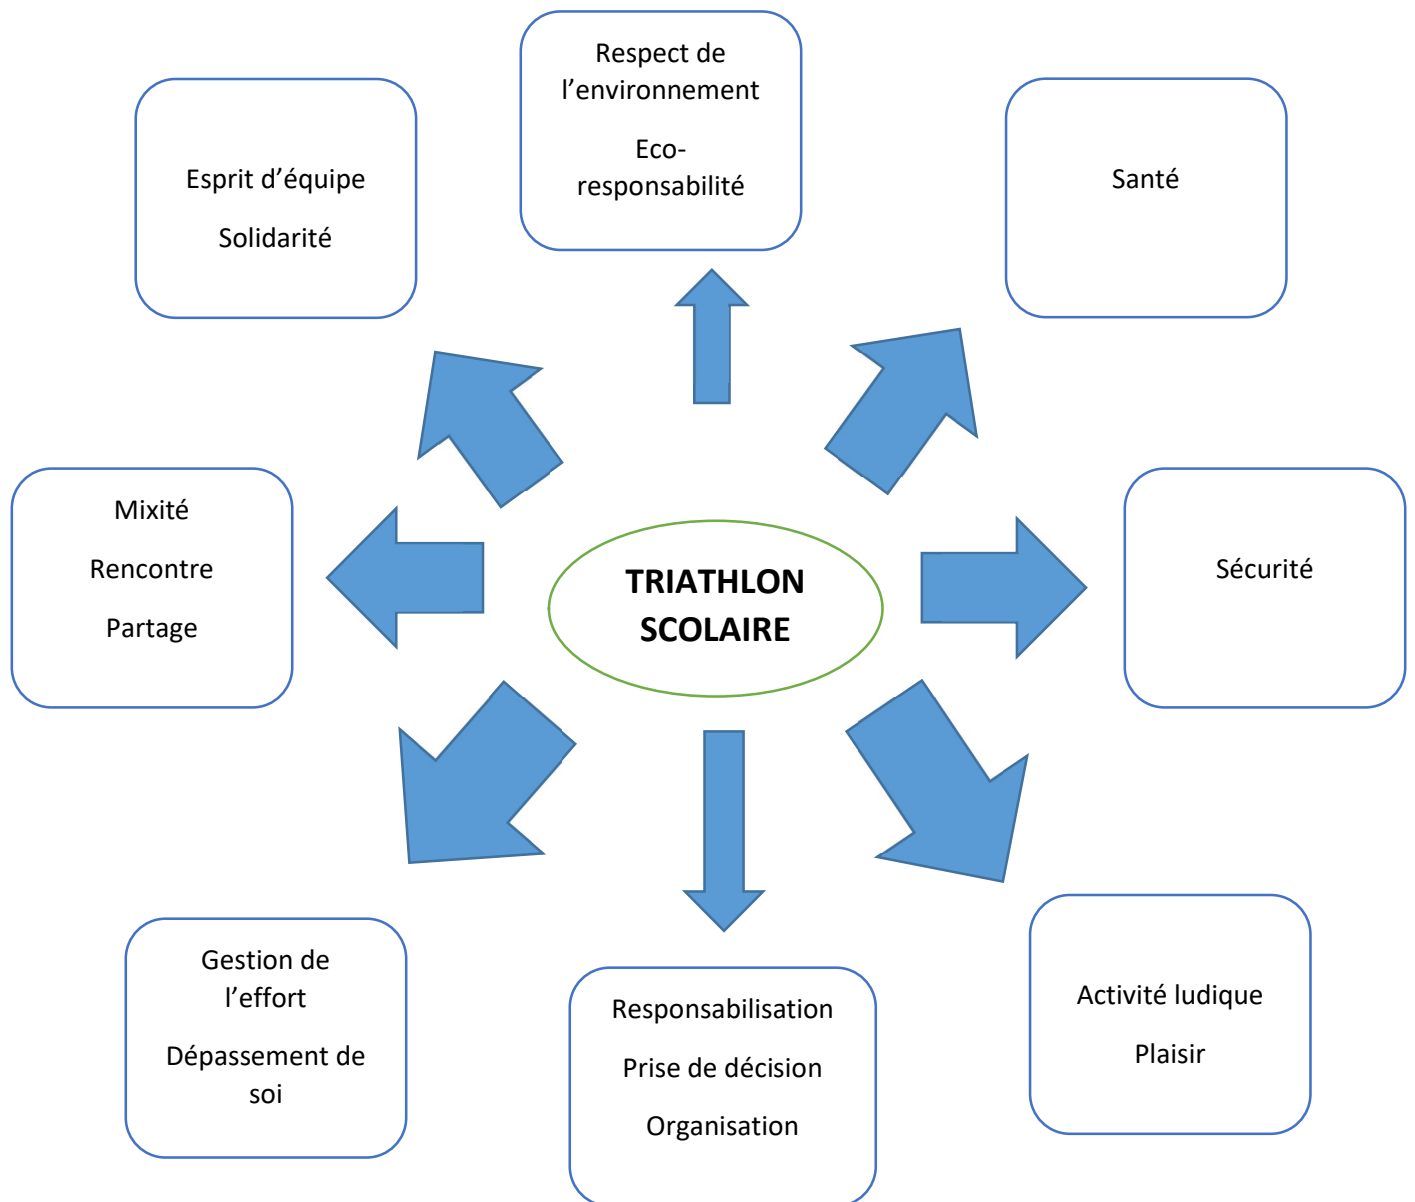 Respect de
l’environnement
Eco-
responsabilité
Esprit d’équipe
Solidarité
Santé
Mixité
Rencontre
Partage
TRIATHLON
SCOLAIRE
Sécurité
Gestion de
l’effort
Dépassement de
soi
Responsabilisation
Prise de décision
Organisation
Activité ludique
Plaisir